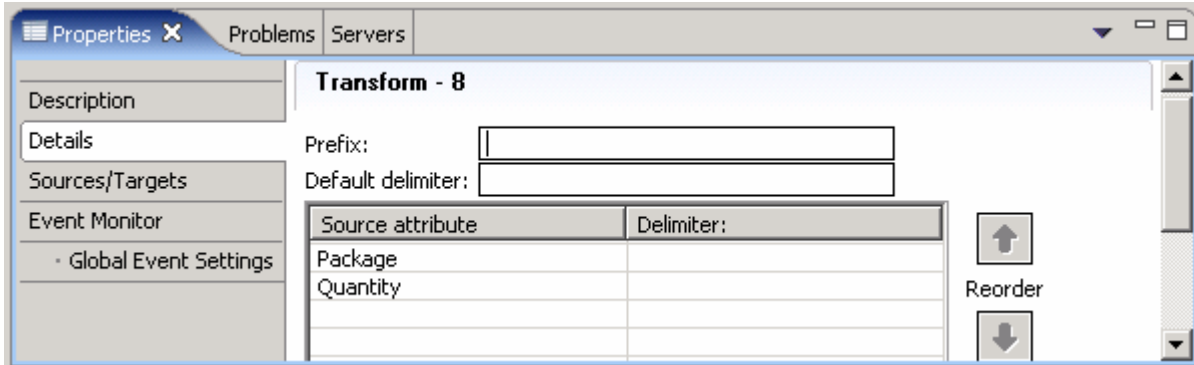 Properties Problems Servers
Transform - 8
Description
Details
Sources/Targets
Event Monitor
Global Event Settings
Prefix:
Default delimiter:
Source attribute Delimiter:
Package
Quantity
Reorder